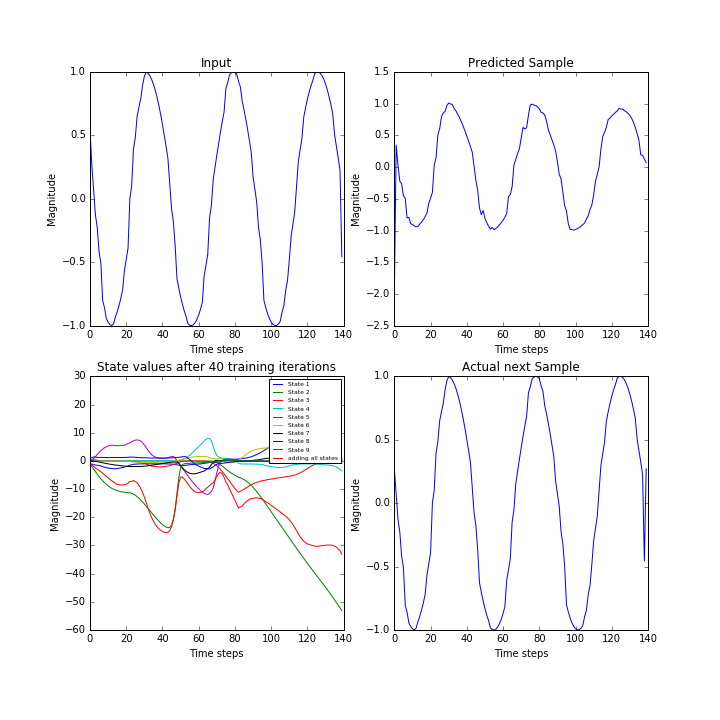 Input
1.0
0.5
0.0
−0.5
−1.0
Magnitude
0 20 40 60 80 100 120 140
Time steps
Predicted Sample
1.5
1.0
0.5
0.0
−0.5
−1.0
−1.5
−2.0
−2.5
Magnitude
0 20 40 60 80 100 120 140
Time steps
State values after 40 training iterations
30
20
10
0
−10
−20
−30
−40
−50
−60
Magnitude
0 20 40 60 80 100 120 140
Time steps
State 1
State 2
State 3
State 4
State 5
State 6
State 7
State 8
State 9
adding all states
Actual next Sample
1.0
0.5
0.0
−0.5
−1.0
Magnitude
0 20 40 60 80 100 120 140
Time steps